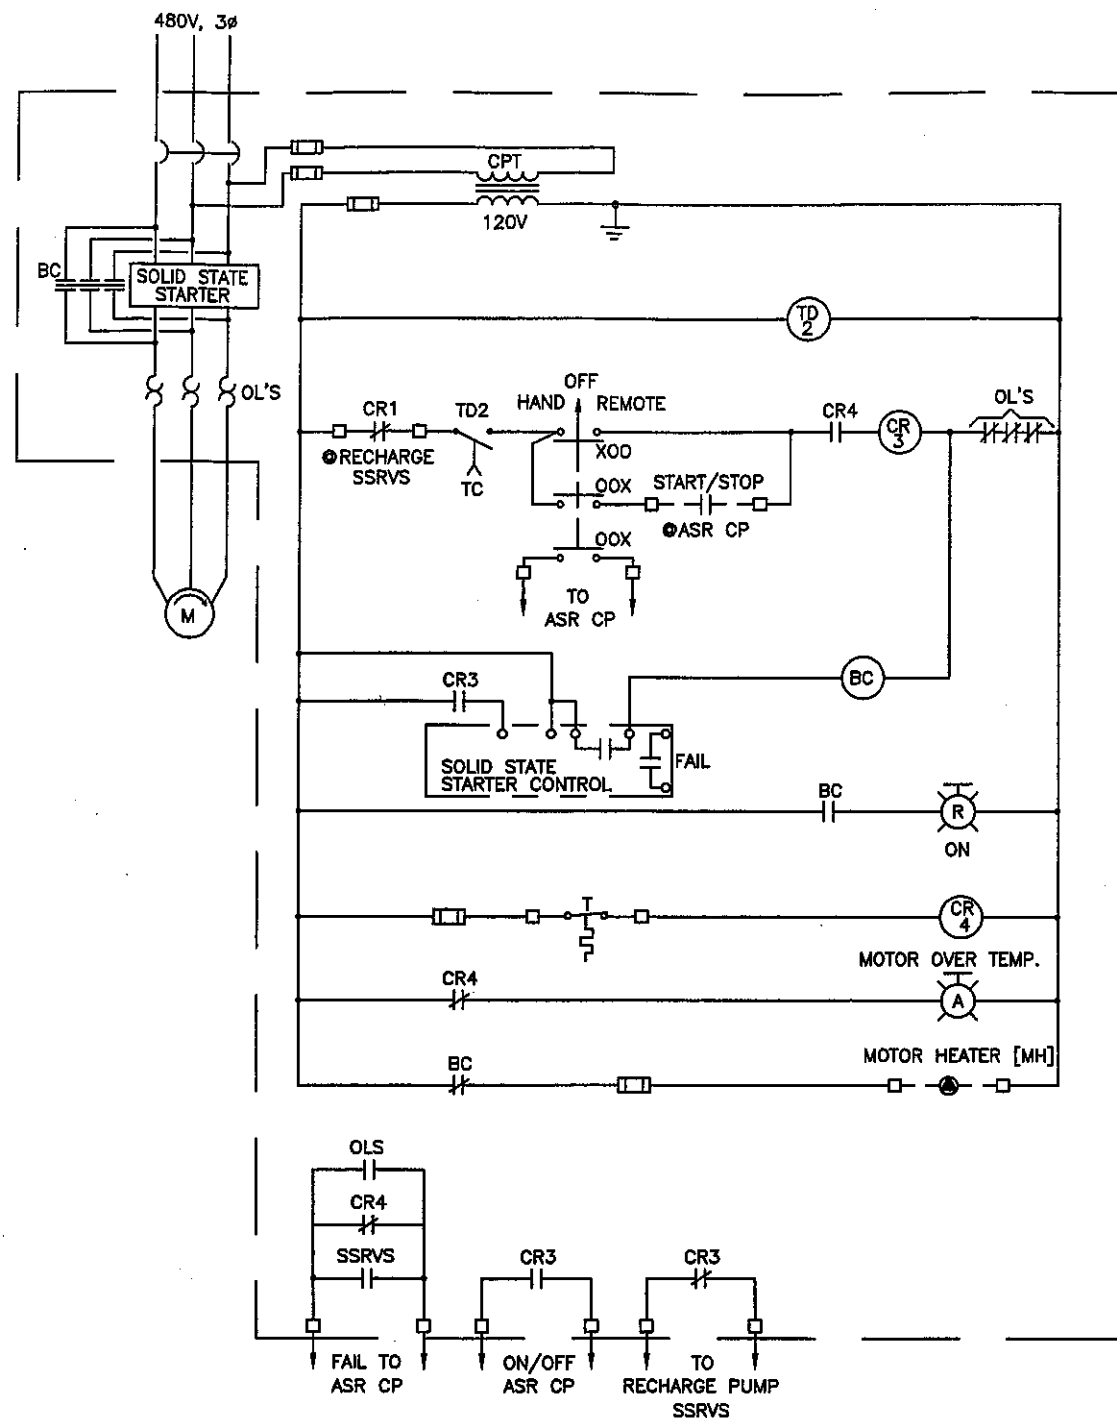 480V, 3ø
CPT
120V
BC
SOLID STATE
STARTER
TD
2
OL'S
OFF
HAND
REMOTE
CR1
TD2
CR4
CR
3
OL'S
@RECHARGE
SSRVS
TC
XOO
OOX
START/STOP
@ASR CP
OOX
TO
ASR CP
M
BC
CR3
SOLID STATE
STARTER CONTROL
FAIL
BC
R
ON
T
CR
4
MOTOR OVER TEMP.
CR4
A
MOTOR HEATER [MH]
BC
OLS
CR4
SSRVS
CR3
CR3
FAIL TO
ASR CP
ON/OFF
ASR CP
TO
RECHARGE PUMP
SSRVS